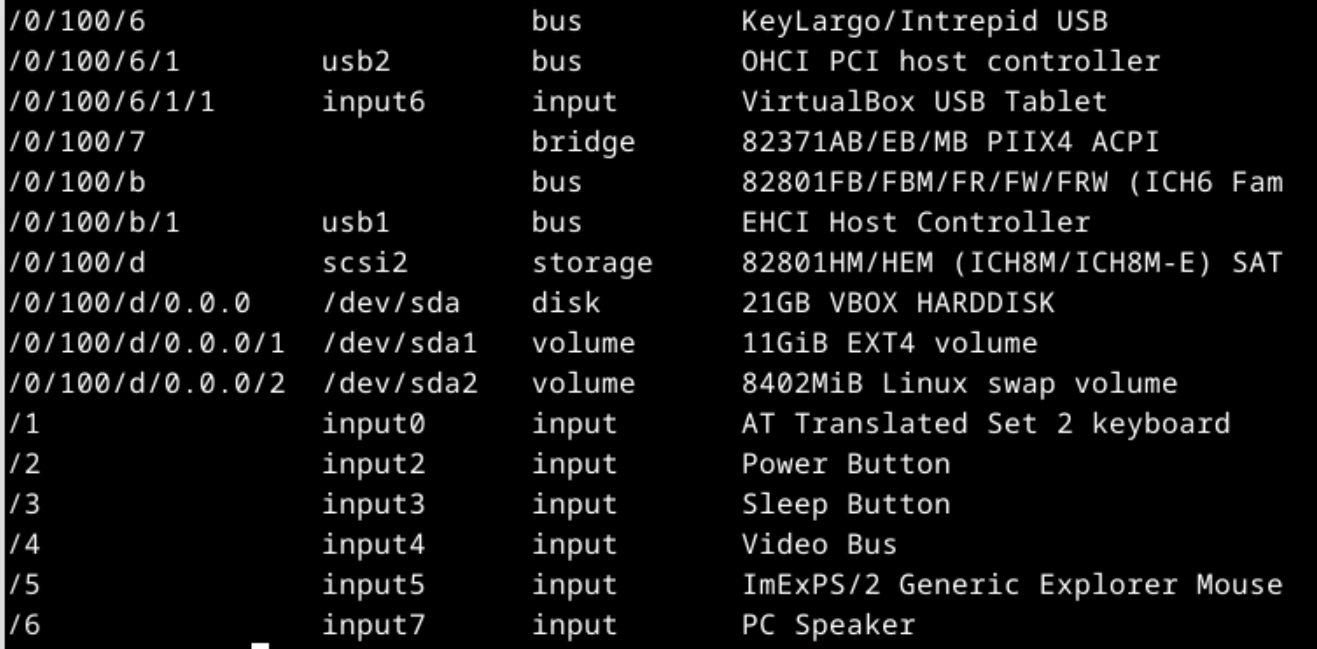 /0/100/6 bus KeyLargo/Intrepid USB
/0/100/6/1 usb2 bus OHCI PCI host controller
/0/100/6/1/1 input6 input VirtualBox USB Tablet
/0/100/7 bridge 82371AB/EB/MB PIIX4 ACPI
/0/100/b bus 82801FB/FBM/FR/FW/FRW (ICH6 Fam
/0/100/b/1 usb1 bus EHCI Host Controller
/0/100/d scsi2 storage 82801HM/HEM (ICH8M/ICH8M-E) SAT
/0/100/d/0.0.0 /dev/sda disk 21GB VBOX HARDDISK
/0/100/d/0.0.0/1 /dev/sda1 volume 11GiB EXT4 volume
/0/100/d/0.0.0/2 /dev/sda2 volume 8402MiB Linux swap volume
/1 input0 input AT Translated Set 2 keyboard
/2 input2 input Power Button
/3 input3 input Sleep Button
/4 input4 input Video Bus
/5 input5 input ImExPS/2 Generic Explorer Mouse
/6 input7 input PC Speaker